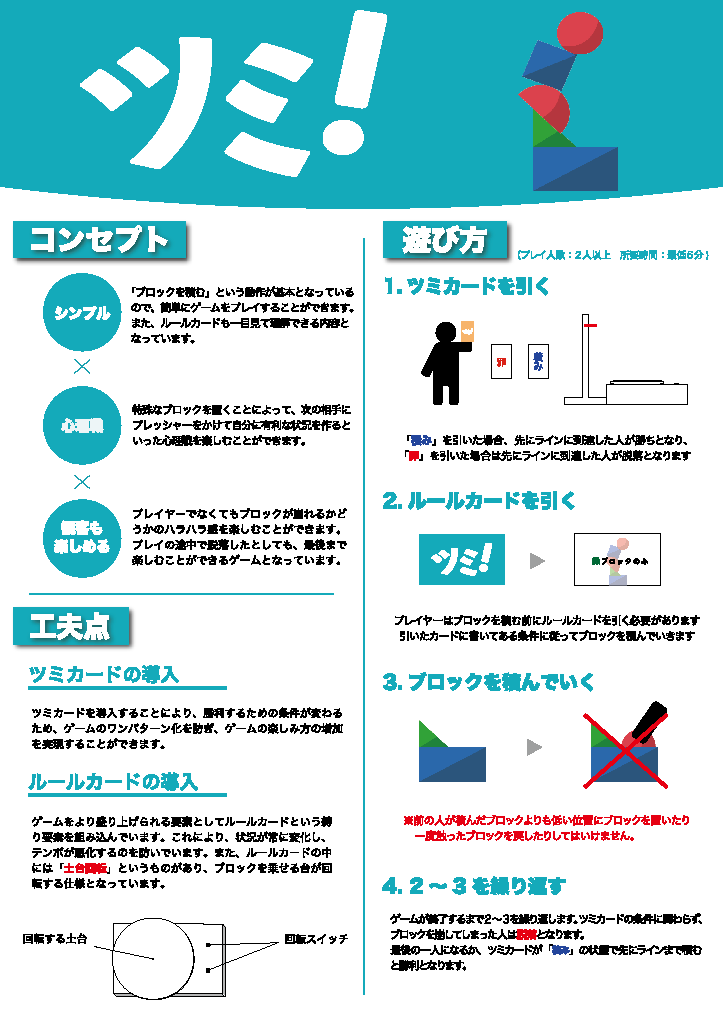 ツミ!
コンセプト
シンプル
「ブロックを積む」という動作が基本となっている
ので、簡単にゲームをプレイすることができます。
また、ルールカードも一目見て理解できる内容と
なっています。
心理戦
特殊なブロックを置くことによって、次の相手に
プレッシャーをかけて自分に有利な状況を作ると
いった心理戦を楽しむことができます。
観客も
楽しめる
プレイヤーでなくてもブロックが崩れるかど
うかのハラハラ感を楽しむことができます。
プレイの途中で脱落したとしても、最後まで
楽しむことができるゲームとなっています。
工夫点
ツミカードの導入
ツミカードを導入することにより、勝利するための条件が変わる
ため、ゲームのワンパターン化を防ぎ、ゲームの楽しみ方の増加
を実現することができます。
ルールカードの導入
ゲームをより盛り上げられる要素としてルールカードという縛
り要素を組み込んでいます。これにより、状況が常に変化し、
テンポが悪化するのを防いでいます。また、ルールカードの中
には「土台回転」というものがあり、ブロックを乗せる台が回
転する仕様となっています。
回転する土台
回転スイッチ
遊び方
(プレイ人数：2人以上 所要時間：最低5分)
1. ツミカードを引く
罪
積み
「積み」を引いた場合、先にラインに到達した人が勝ちとなり、
「罪」を引いた場合は先にラインに到達した人が脱落となります
2. ルールカードを引く
ツミ!
緑ブロックのみ
プレイヤーはブロックを積む前にルールカードを引く必要があります
引いたカードに書いてある条件に従ってブロックを積んでいきます
3. ブロックを積んでいく
※前の人が積んだブロックよりも低い位置にブロックを置いたり
一度触ったブロックを戻したりしてはいけません。
4. 2～3を繰り返す
ゲームが終了するまで2～3を繰り返します。ツミカードの条件に関わらず、
ブロックを崩してしまった人は脱落となります。
最後の一人になるか、ツミカードが「積み」の状態で先にラインまで積む
と勝利となります。